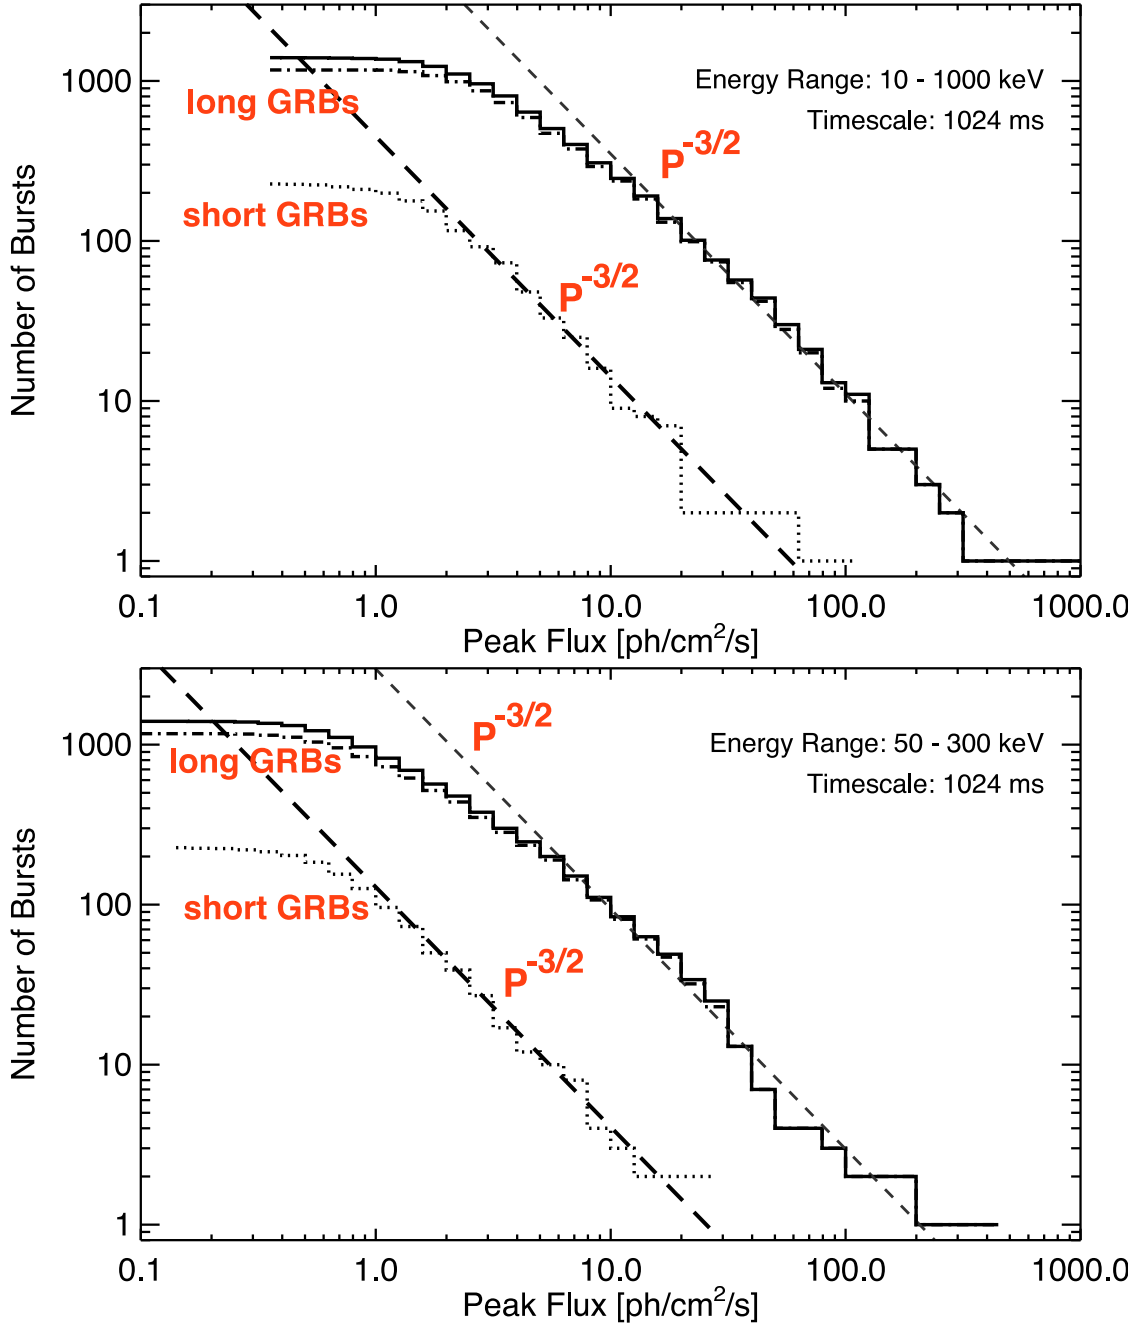 1000
100
10
1
Number of Bursts
long GRBs
short GRBs
P^-3/2
P^-3/2
Energy Range: 10 - 1000 keV
Timescale: 1024 ms
0.1 1.0 10.0 100.0 1000.0
Peak Flux [ph/cm²/s]
1000
100
10
1
Number of Bursts
long GRBs
short GRBs
P^-3/2
P^-3/2
Energy Range: 50 - 300 keV
Timescale: 1024 ms
0.1 1.0 10.0 100.0 1000.0
Peak Flux [ph/cm²/s]